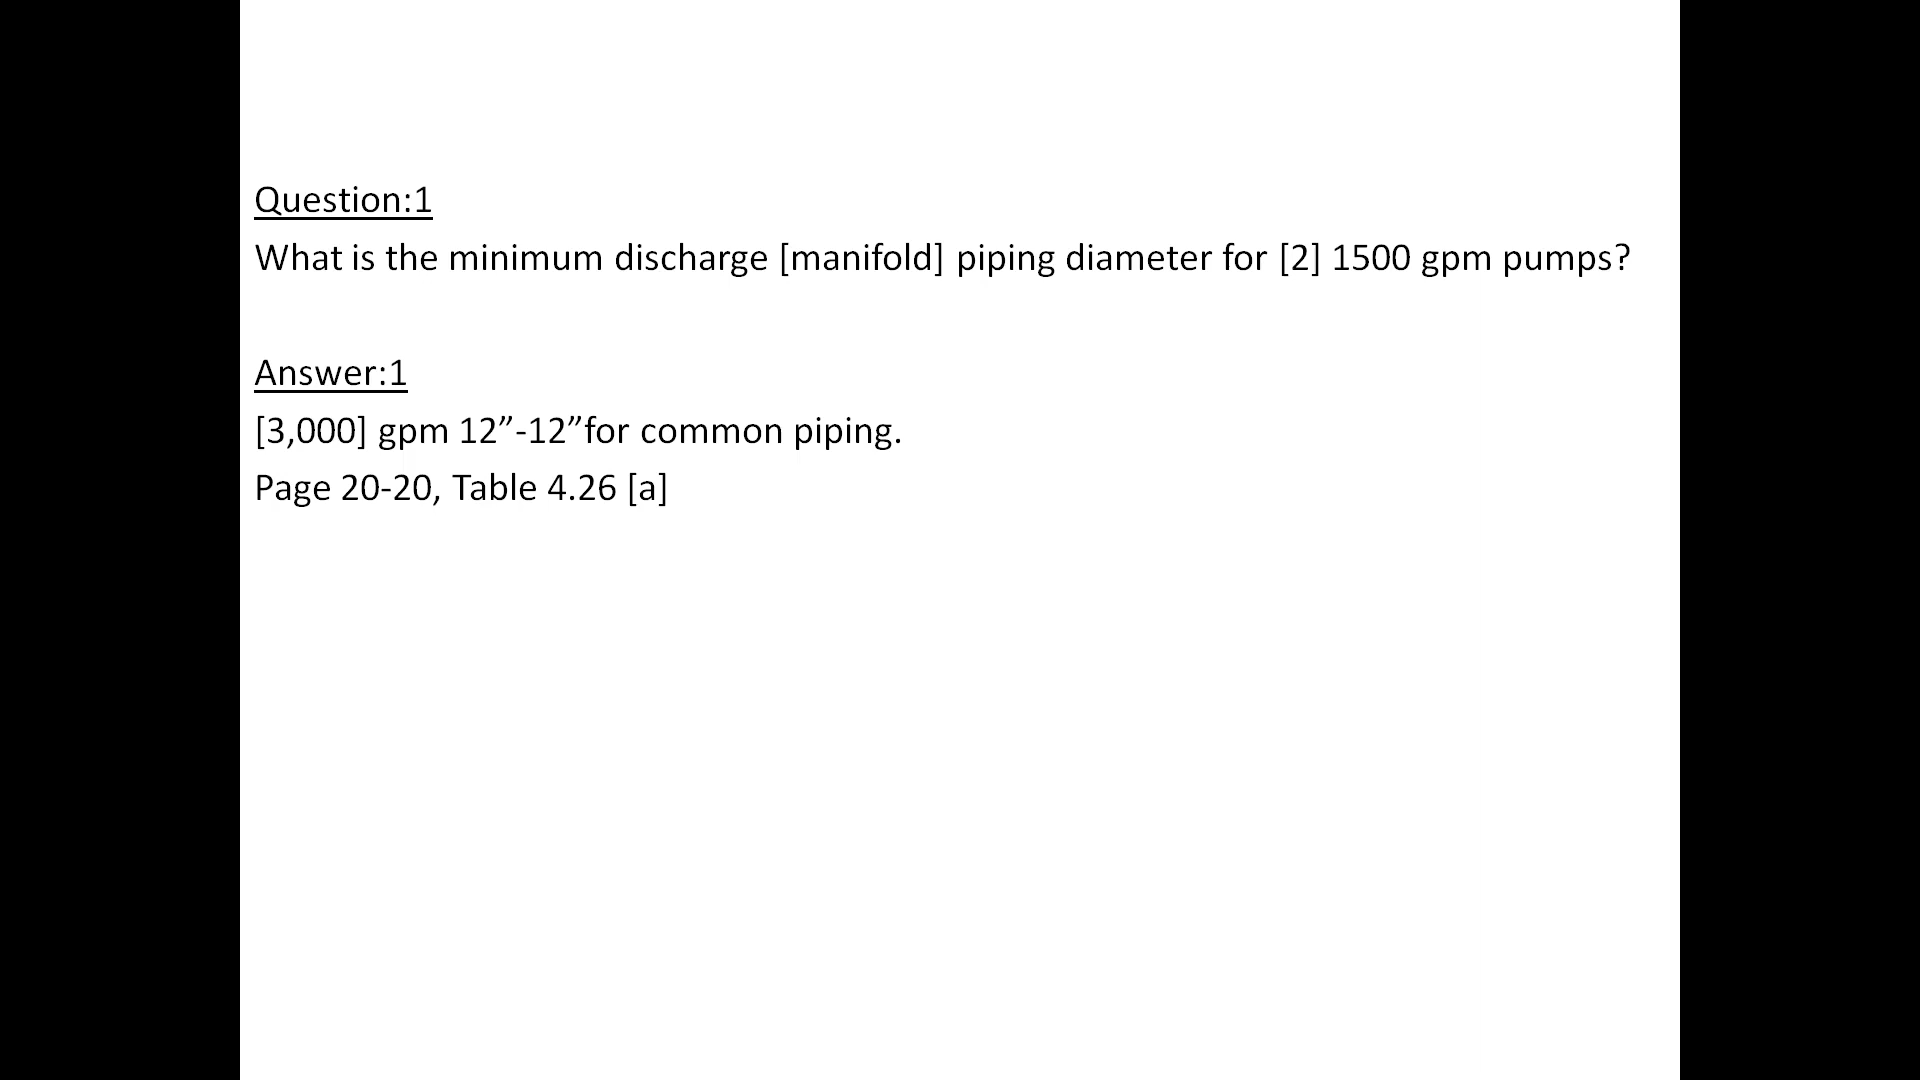 Question:1
What is the minimum discharge [manifold] piping diameter for [2] 1500 gpm pumps?
Answer:1
[3,000] gpm 12”-12”for common piping.
Page 20-20, Table 4.26 [a]